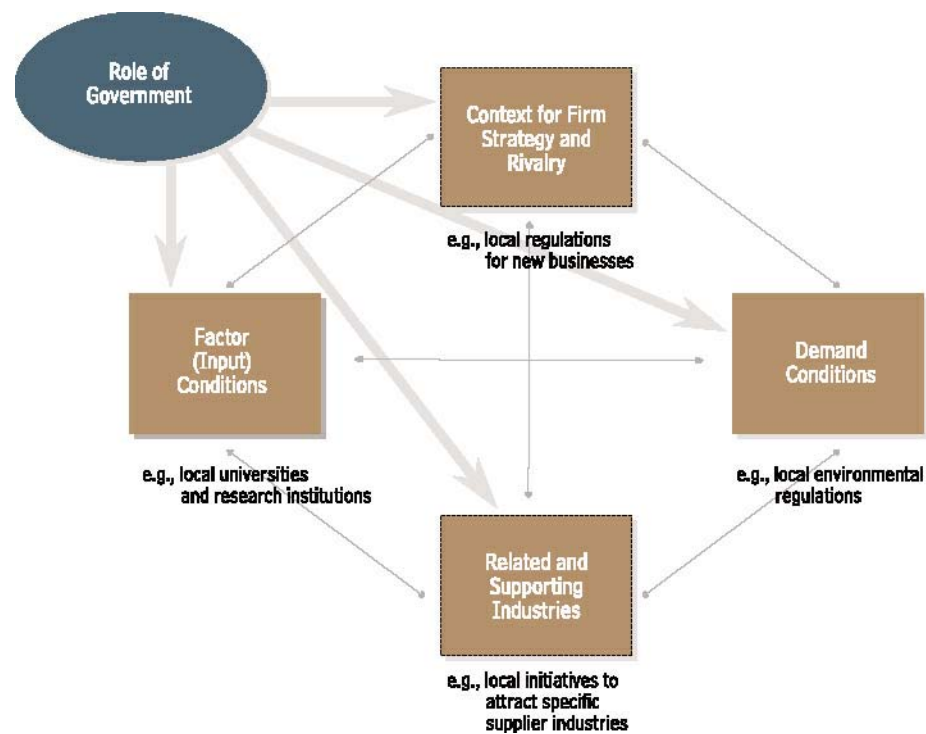 Role of
Government
Context for Firm
Strategy and
Rivalry
e.g., local regulations
for new businesses
Factor
(Input)
Conditions
e.g., local universities
and research institutions
Demand
Conditions
e.g., local environmental
regulations
Related and
Supporting
Industries
e.g., local initiatives to
attract specific
supplier industries